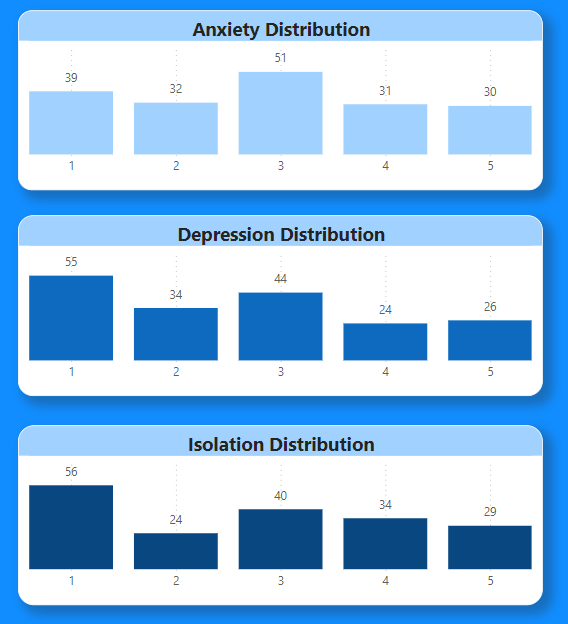 Anxiety Distribution
39 32 51 31 30
1 2 3 4 5
Depression Distribution
55 34 44 24 26
1 2 3 4 5
Isolation Distribution
56 24 40 34 29
1 2 3 4 5